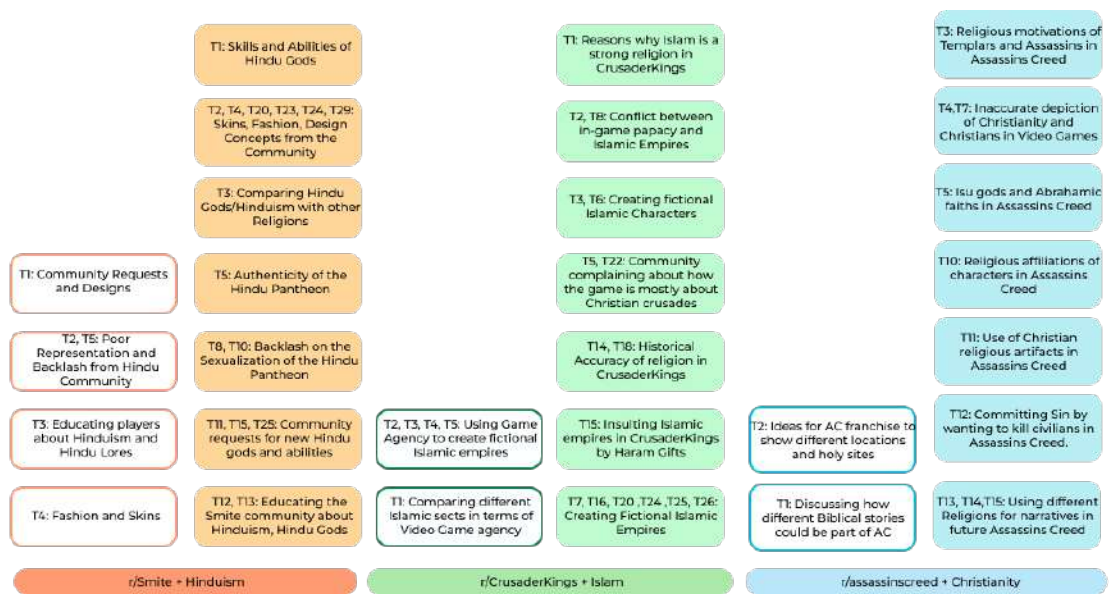 T1: Community Requests
and Designs
T2, T5: Poor
Representation and
Backlash from Hindu
Community
T3: Educating players
about Hinduism and
Hindu Lores
T4: Fashion and Skins
T1: Skills and Abilities of
Hindu Gods
T2, T4, T20, T23, T24, T29:
Skins, Fashion, Design
Concepts from the
Community
T3: Comparing Hindu
Gods/Hinduism with other
Religions
T5: Authenticity of the
Hindu Pantheon
T8, T10: Backlash on the
Sexualization of the Hindu
Pantheon
T11, T15, T25: Community
requests for new Hindu
gods and abilities
T12, T13: Educating the
Smite community about
Hinduism, Hindu Gods
r/Smite + Hinduism
T2, T3, T4, T5: Using Game
Agency to create fictional
Islamic empires
T1: Comparing different
Islamic sects in terms of
Video Game agency
T1: Reasons why Islam is a
strong religion in
CrusaderKings
T2, T8: Conflict between
in-game papacy and
Islamic Empires
T3, T6: Creating fictional
Islamic Characters
T5, T22: Community
complaining about how
the game is mostly about
Christian crusades
T14, T18: Historical
Accuracy of religion in
CrusaderKings
T15: Insulting Islamic
empires in CrusaderKings
by Haram Gifts
T7, T16, T20 ,T24 ,T25, T26:
Creating Fictional Islamic
Empires
r/CrusaderKings + Islam
T2: Ideas for AC franchise to
show different locations
and holy sites
T1: Discussing how
different Biblical stories
could be part of AC
T3: Religious motivations of
Templars and Assassins in
Assassins Creed
T4,T7: Inaccurate depiction
of Christianity and
Christians in Video Games
T5: Isu gods and Abrahamic
faiths in Assassins Creed
T10: Religious affiliations of
characters in Assassins
Creed
T11: Use of Christian
religious artifacts in
Assassins Creed
T12: Committing Sin by
wanting to kill civilians in
Assassins Creed.
T13, T14,T15: Using different
Religions for narratives in
future Assassins Creed
r/assassinscreed + Christianity